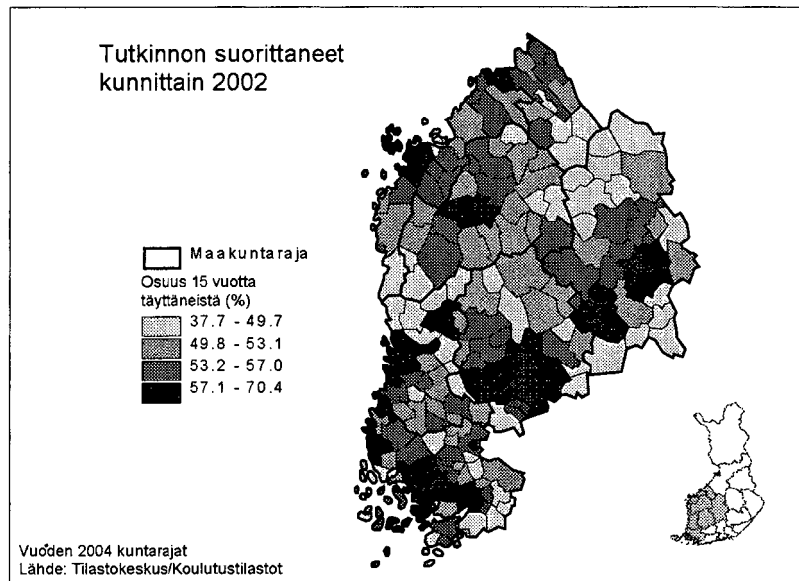 Tutkinnon suorittaneet
kunnittain 2002
Maakuntaraja
Osuus 15 vuotta
täyttäneistä (%)
37.7 - 49.7
49.8 - 53.1
53.2 - 57.0
57.1 - 70.4
Vuoden 2004 kuntarajat
Lähde: Tilastokeskus/Koulutustilastot